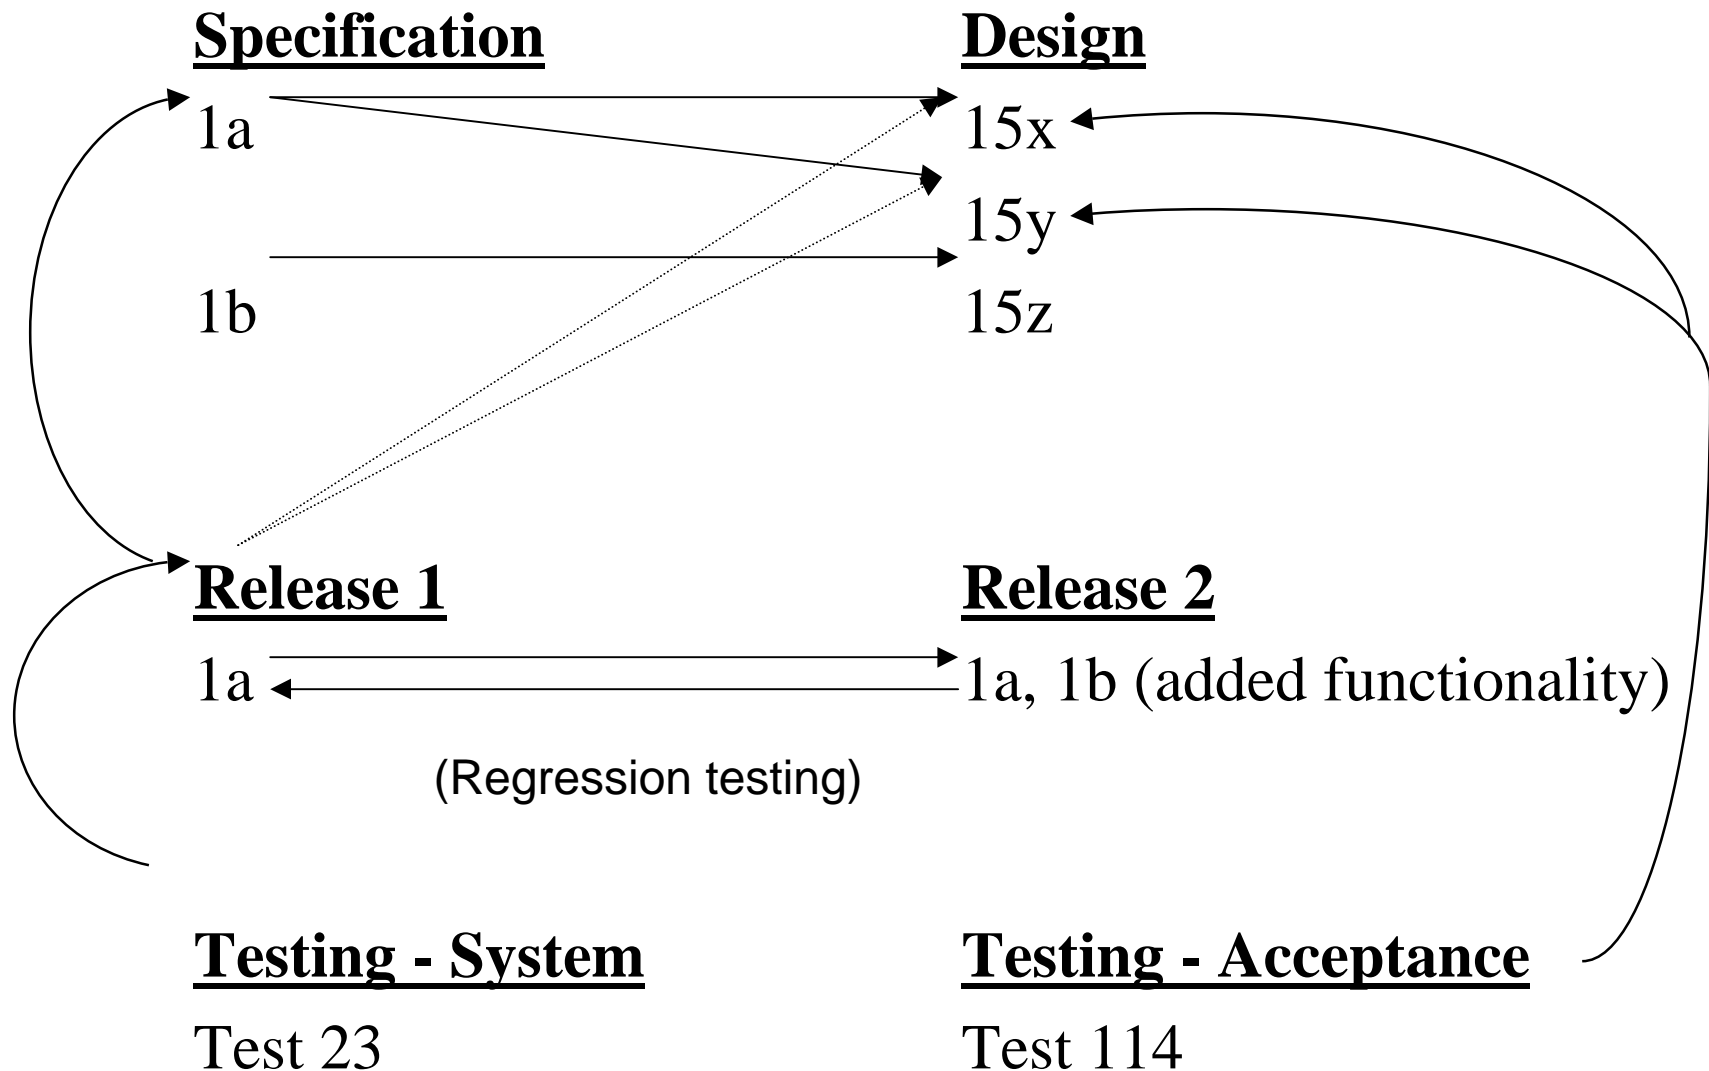 Specification
Design
1a
15x
15y
1b
15z
Release 1
Release 2
1a
1a, 1b (added functionality)
(Regression testing)
Testing - System
Testing - Acceptance
Test 23
Test 114